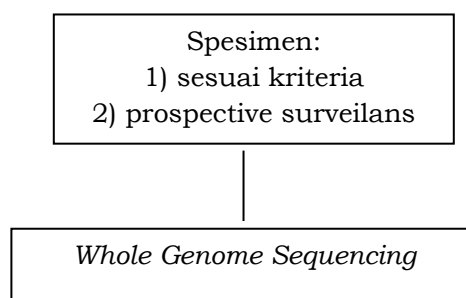 Spesimen:
1) sesuai kriteria
2) prospective surveilans
Whole Genome Sequencing